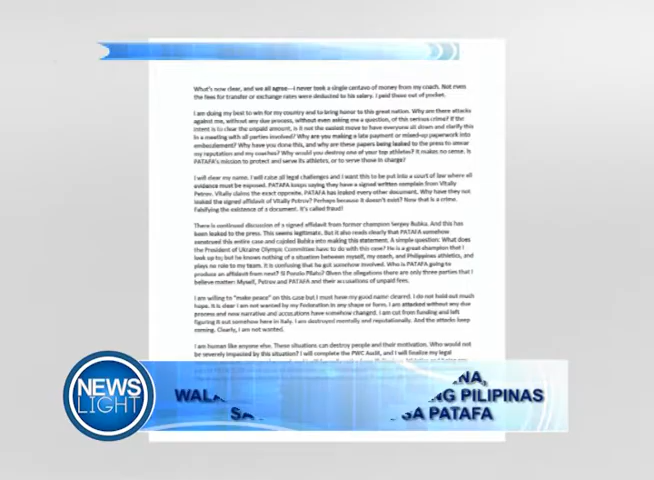 What's now clear, and we all agree—I never took a single centavo of money from my coach. Not even
the fees for transfer or exchange rates were deducted to his salary. I paid these out of pocket.
I am doing my best to win for my country and to bring honor to this great nation. Why are there attacks
against me, without any due process, without even asking me a question, of this serious crime? If the
intent is to clear the unpaid amount, is it not the easiest move to have everyone sit down and clarify this
in a meeting with all parties involved? Why are you making a late payment or mixed-up paperwork into
embezzlement? Why have you done this, and why are these papers being leaked to the press to smear
my reputation and my coaches? Why would you destroy one of your top athletes? It makes no sense. Is
PATAFA's mission to protect and serve its athletes, or to serve those in charge?
I will clear my name. I will raise all legal challenges and I want this to be put into a court of law where all
evidence must be exposed. PATAFA keeps saying they have a signed written complain from Vitaliy
Petrov. Vitaliy claims the exact opposite. PATAFA has leaked every other document. Why have they not
leaked the signed affidavit of Vitaliy Petrov? Perhaps because it doesn't exist? Now that is a crime.
Falsifying the existence of a document. It's called fraud!
There is continued discussion of a signed affidavit from former champion Sergey Bubka. And this has
been leaked to the press. This seems legitimate. But it also reads clearly that PATAFA somehow
construed this entire case and cajoled Bubka into making this statement. A simple question: What does
the President of Ukraine Olympic Committee have to do with this case? He is a great champion that I
look up to; but he knows nothing of a situation between myself, my coach, and Philippines athletics, and
plays no role to my team. It is confusing that he got somehow involved. Who is PATAFA going to
produce an affidavit from next? Si Poncio Pilato? Given the allegations there are only three parties that I
believe matter: Myself, Petrov and PATAFA and their accusations of unpaid fees.
I am willing to "make peace" on this case but I must have my good name cleared. I do not hold out much
hope. It is clear I am not wanted by my Federation in any shape or form. I am attacked without any due
process and new narrative and accusations have somehow changed. I am cut from funding and left
figuring it out somewhere here in Italy. I am destroyed mentally and reputationally. And the attacks keep
coming. Clearly, I am not wanted.
I am human like anyone else. These situations can destroy people and their motivation. Who would not
be severely impacted by this situation? I will complete the PWC Audit, and I will finalize my legal
NEWS
LIGHT
PILIPINAS
PATAFA